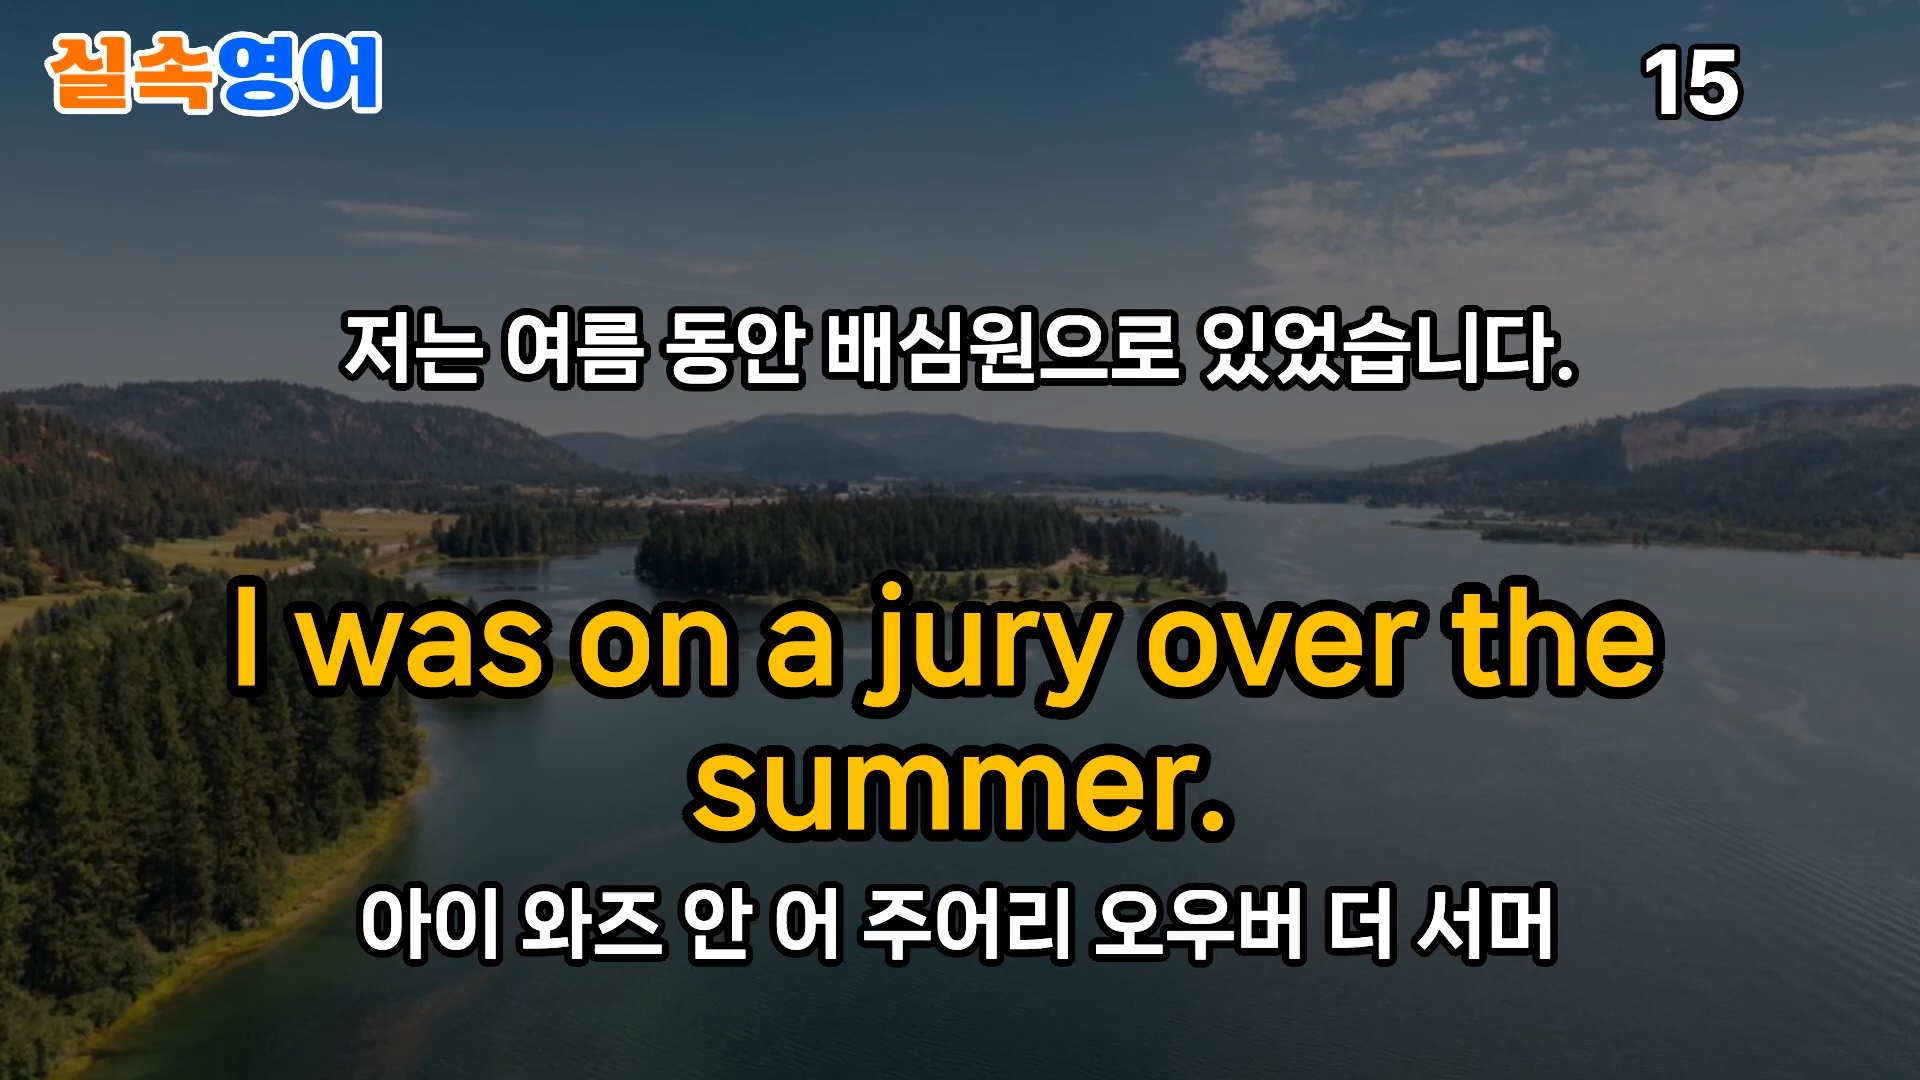 실속영어
15
저는 여름 동안 배심원으로 있었습니다.
I was on a jury over the
summer.
아이 와즈 안 어 주어리 오우버 더 서머